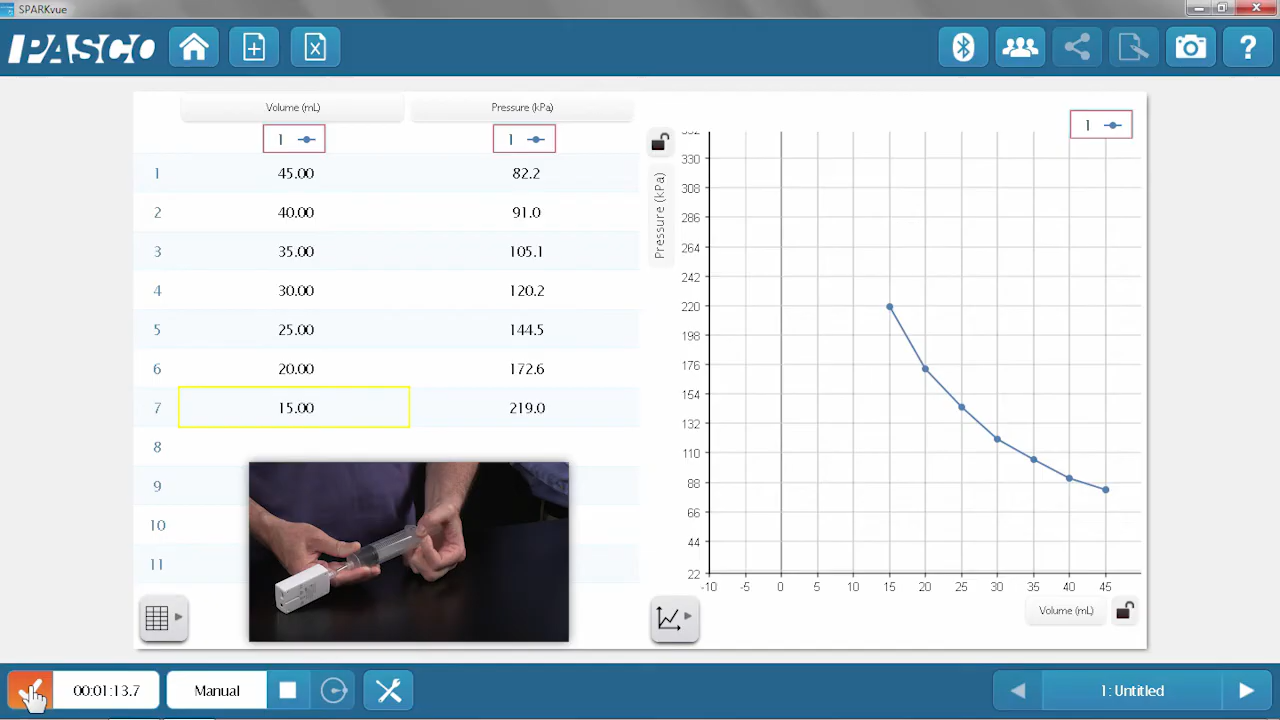 SPARKvue
PASCO
?
Volume (mL) Pressure (kPa)
1 1
1 45.00 82.2
2 40.00 91.0
3 35.00 105.1
4 30.00 120.2
5 25.00 144.5
6 20.00 172.6
7 15.00 219.0
8
9
10
11
1
Pressure (kPa)
330
308
286
264
242
220
198
176
154
132
110
88
66
44
22
-10 -5 0 5 10 15 20 25 30 35 40 45
Volume (mL)
00:01:13.7 Manual 1: Untitled